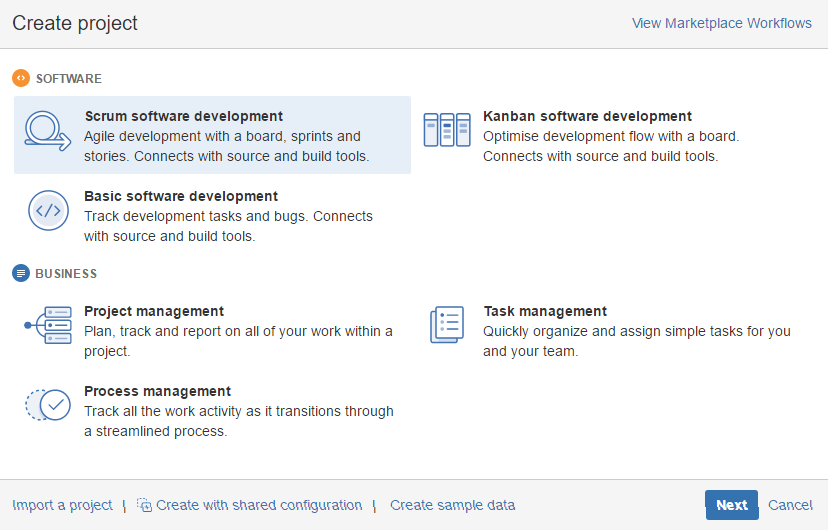 Create project
View Marketplace Workflows
SOFTWARE
Scrum software development
Agile development with a board, sprints and
stories. Connects with source and build tools.
Kanban software development
Optimise development flow with a board.
Connects with source and build tools.
Basic software development
Track development tasks and bugs. Connects
with source and build tools.
BUSINESS
Project management
Plan, track and report on all of your work within a
project.
Task management
Quickly organize and assign simple tasks for you
and your team.
Process management
Track all the work activity as it transitions through
a streamlined process.
Import a project | Create with shared configuration | Create sample data
Next Cancel